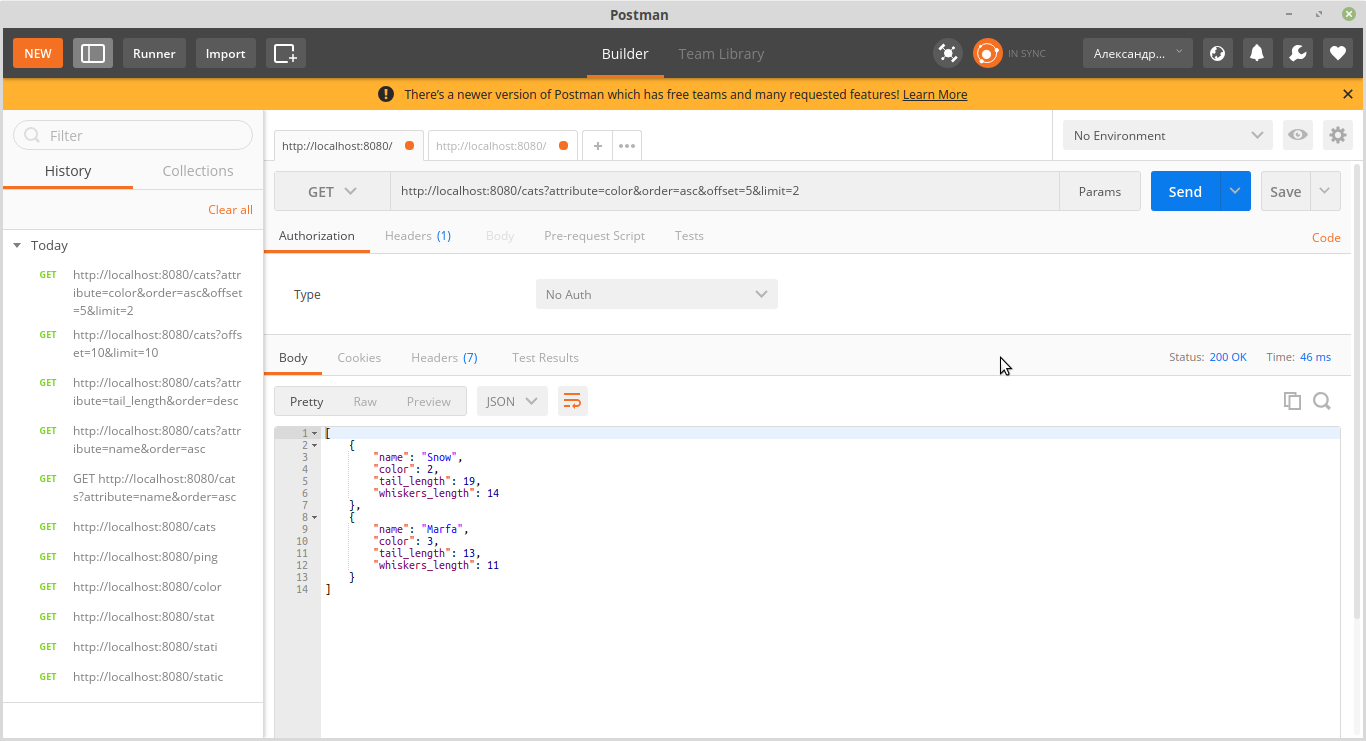 Postman
NEW
Runner
Import
Builder
Team Library
IN SYNC
Александр...
There's a newer version of Postman which has free teams and many requested features! Learn More
Filter
History
Collections
Clear all
Today
GET http://localhost:8080/cats?attr
ibute=color&order=asc&offset
=5&limit=2
GET http://localhost:8080/cats?offs
et=10&limit=10
GET http://localhost:8080/cats?attr
ibute=tail_length&order=desc
GET http://localhost:8080/cats?attr
ibute=name&order=asc
GET GET http://localhost:8080/cat
s?attribute=name&order=asc
GET http://localhost:8080/cats
GET http://localhost:8080/ping
GET http://localhost:8080/color
GET http://localhost:8080/stat
GET http://localhost:8080/stati
GET http://localhost:8080/static
http://localhost:8080/
http://localhost:8080/
No Environment
GET
http://localhost:8080/cats?attribute=color&order=asc&offset=5&limit=2
Params
Send
Save
Authorization
Headers (1)
Body
Pre-request Script
Tests
Code
Type
No Auth
Body
Cookies
Headers (7)
Test Results
Status: 200 OK
Time: 46 ms
Pretty
Raw
Preview
JSON
1 [
2 {
3 "name": "Snow",
4 "color": 2,
5 "tail_length": 19,
6 "whiskers_length": 14
7 },
8 {
9 "name": "Marfa",
10 "color": 3,
11 "tail_length": 13,
12 "whiskers_length": 11
13 }
14 ]